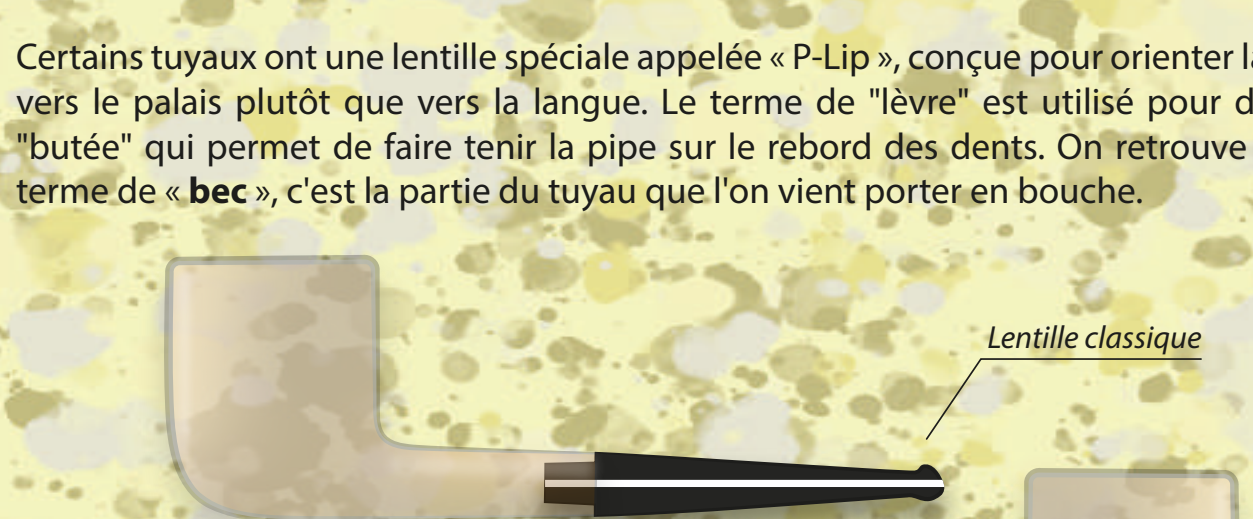 Certains tuyaux ont une lentille spéciale appelée « P-Lip », conçue pour orienter
vers le palais plutôt que vers la langue. Le terme de "lèvre" est utilisé pour
"butée" qui permet de faire tenir la pipe sur le rebord des dents. On retrouve
terme de « bec », c'est la partie du tuyau que l'on vient porter en bouche.
Lentille classique